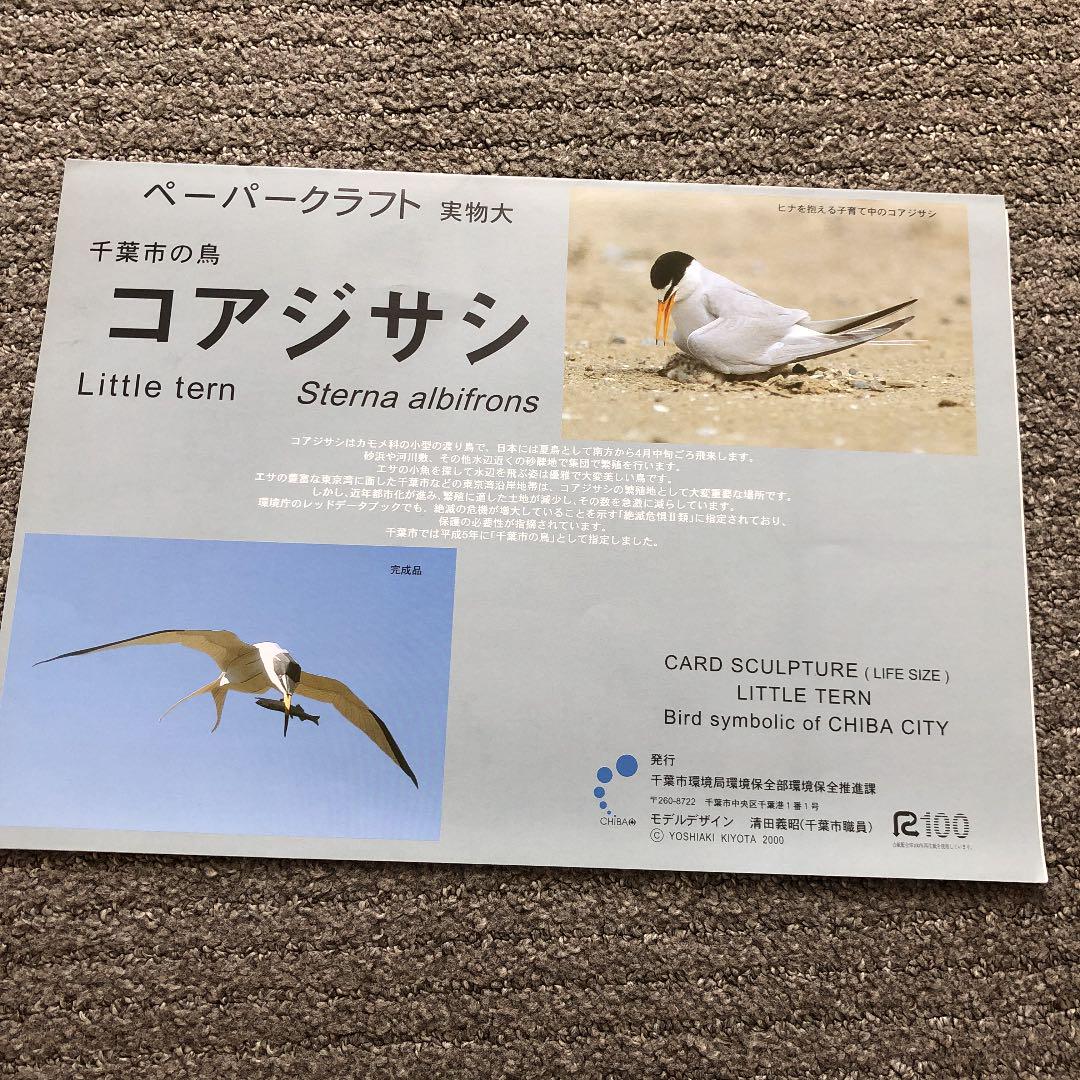 ペーパークラフト 実物大
千葉市の鳥
コアジサシ
Little tern Sterna albifrons
ヒナを抱える子育て中のコアジサシ
コアジサシはカモメ科の小型の渡り鳥で、日本には夏鳥として南方から4月中旬ごろ飛来します。
砂浜や河川敷、その他水辺近くの砂礫地で集団で繁殖を行います。
エサの小魚を探して水辺を飛ぶ姿は優雅で大変美しい鳥です。
エサの豊富な東京湾に面した千葉市などの東京湾沿岸地帯は、コアジサシの繁殖地として大変重要な場所です。
しかし、近年都市化が進み、繁殖に適した土地が減少し、その数を急激に減らしています。
環境庁のレッドデータブックでも、絶滅の危機が増大していることを示す「絶滅危惧Ⅱ類」に指定されており、
保護の必要性が指摘されています。
千葉市では平成5年に「千葉市の鳥」として指定しました。
完成品
CARD SCULPTURE ( LIFE SIZE )
LITTLE TERN
Bird symbolic of CHIBA CITY
発行
千葉市環境局環境保全部環境保全推進課
〒260-8722 千葉市中央区千葉港1番1号
モデルデザイン 清田義昭(千葉市職員)
Ⓒ YOSHIAKI KIYOTA 2000
CHIBA
R100